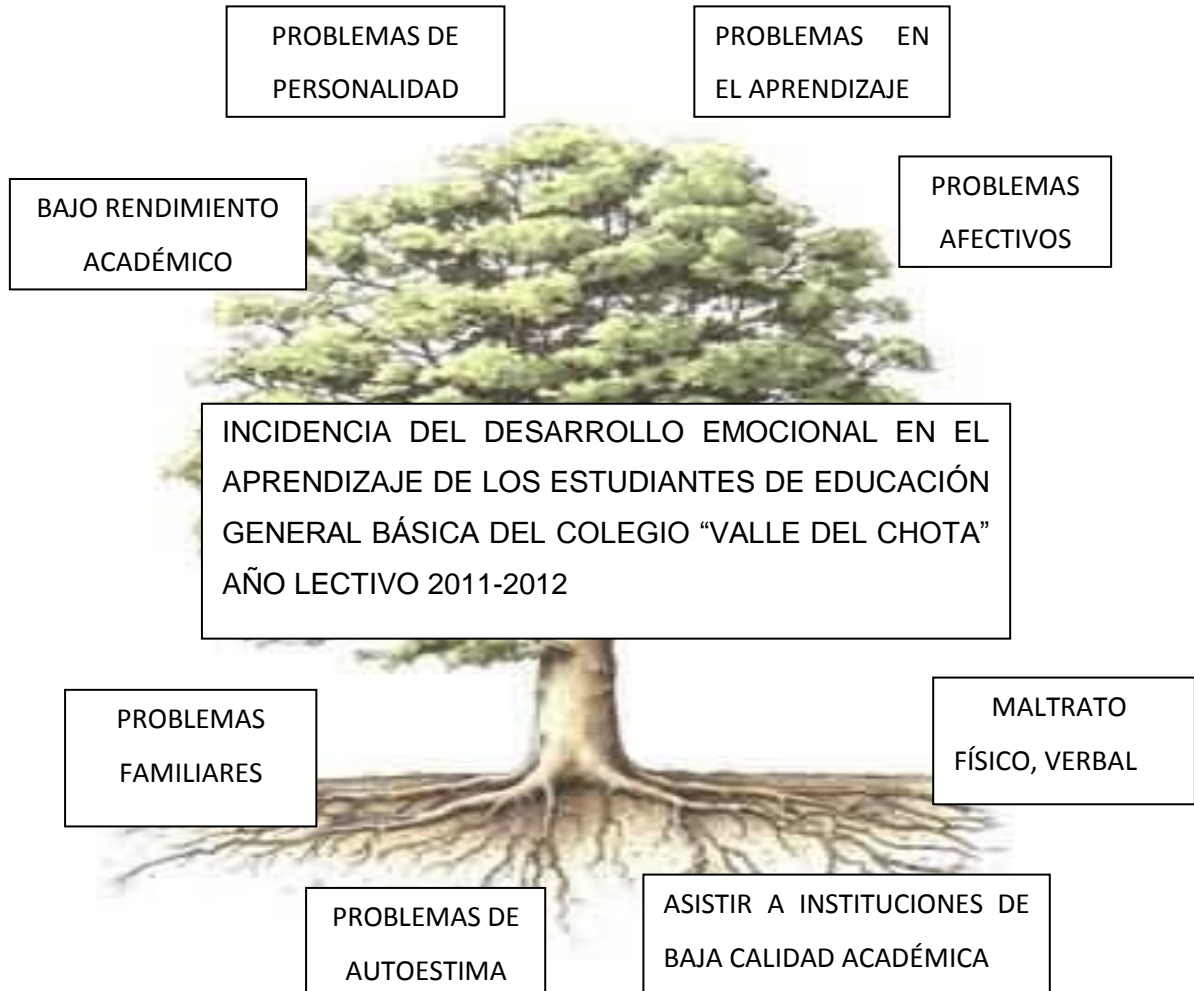 PROBLEMAS DE
PERSONALIDAD
PROBLEMAS EN
EL APRENDIZAJE
BAJO RENDIMIENTO
ACADÉMICO
PROBLEMAS
AFECTIVOS
INCIDENCIA DEL DESARROLLO EMOCIONAL EN EL
APRENDIZAJE DE LOS ESTUDIANTES DE EDUCACIÓN
GENERAL BÁSICA DEL COLEGIO “VALLE DEL CHOTA”
AÑO LECTIVO 2011-2012
PROBLEMAS
FAMILIARES
MALTRATO
FÍSICO, VERBAL
PROBLEMAS DE
AUTOESTIMA
ASISTIR A INSTITUCIONES DE
BAJA CALIDAD ACADÉMICA